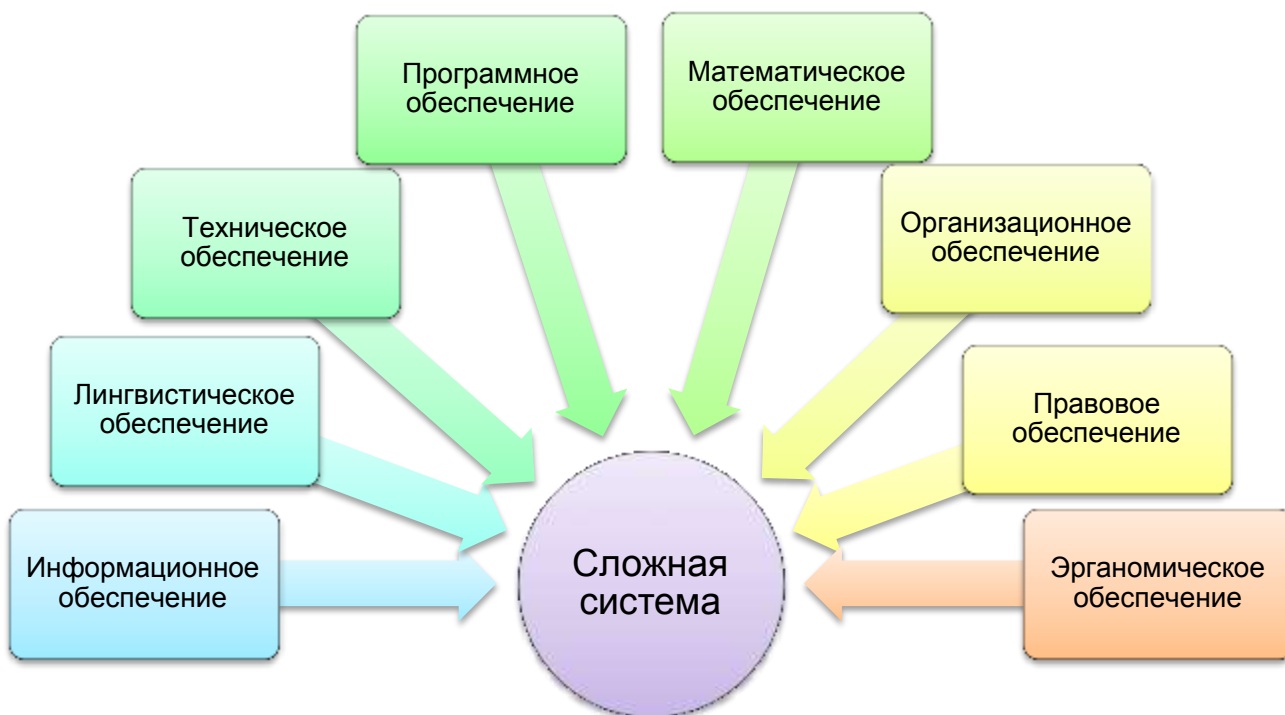 Программное
обеспечение
Математическое
обеспечение
Техническое
обеспечение
Организационное
обеспечение
Лингвистическое
обеспечение
Правовое
обеспечение
Информационное
обеспечение
Сложная
система
Эрганомическое
обеспечение